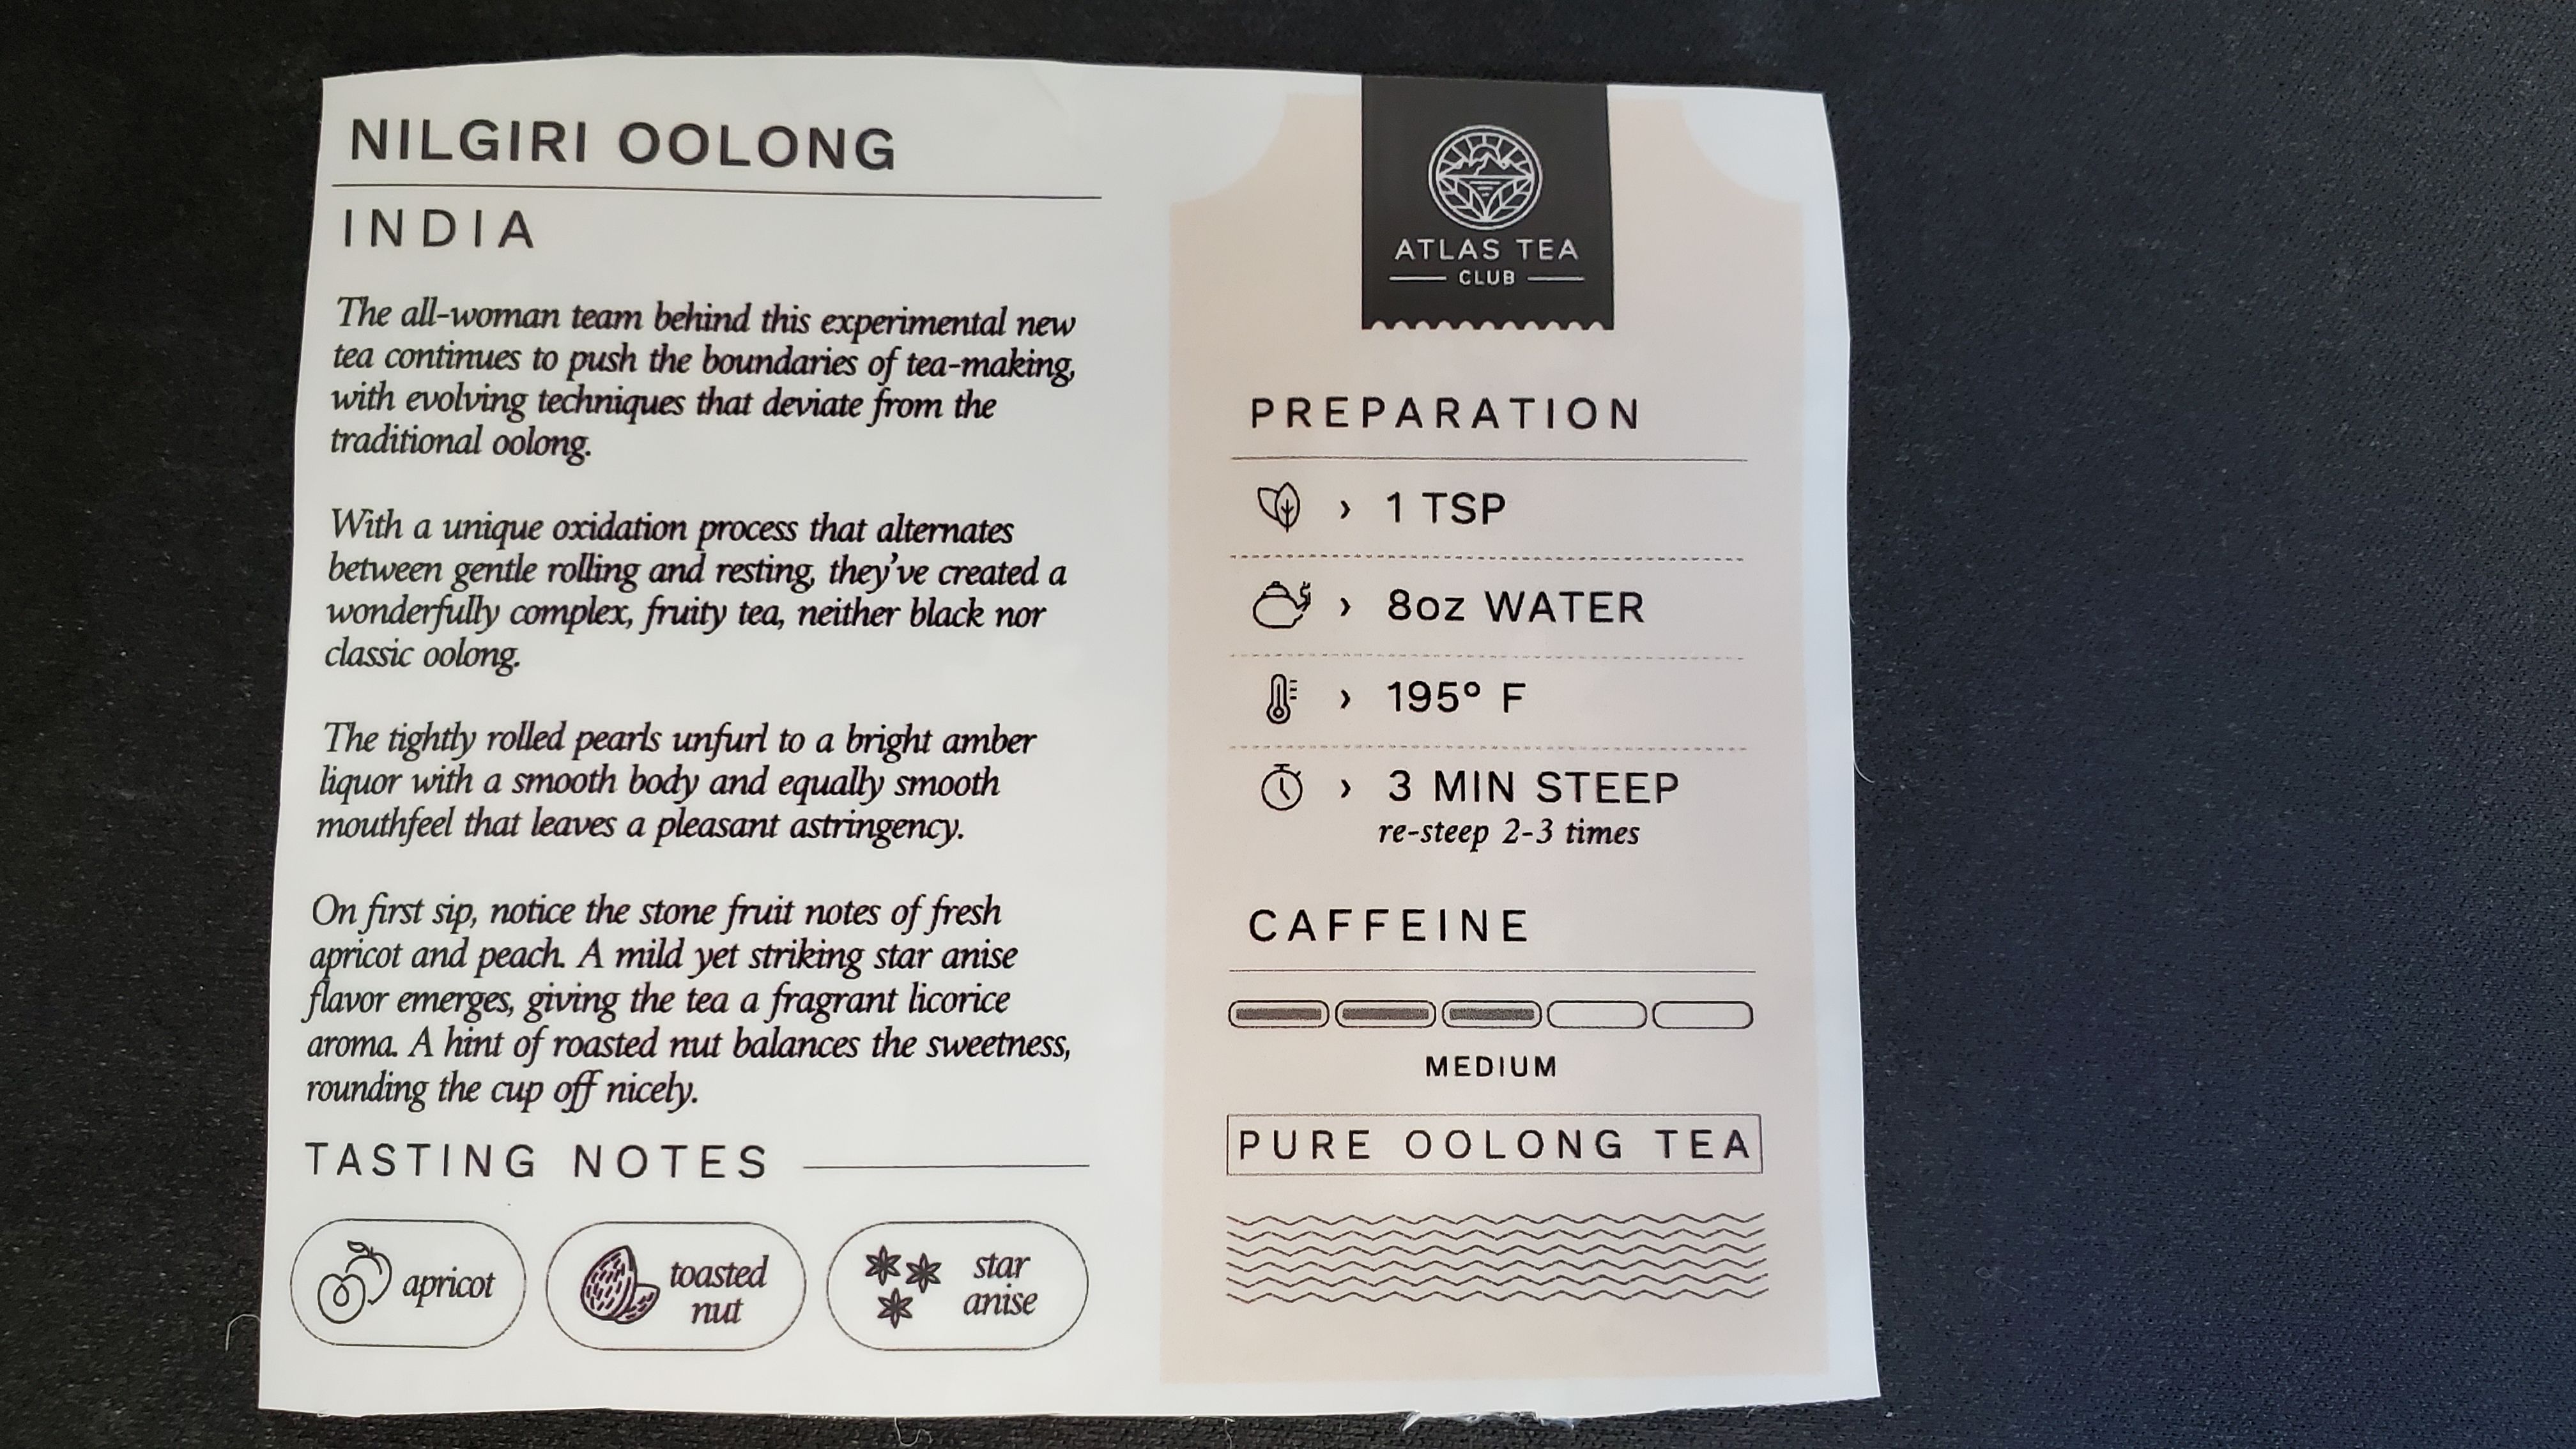 NILGIRI OOLONG
INDIA
The all-woman team behind this experimental new
tea continues to push the boundaries of tea-making,
with evolving techniques that deviate from the
traditional oolong.
With a unique oxidation process that alternates
between gentle rolling and resting, they've created a
wonderfully complex, fruity tea, neither black nor
classic oolong.
The tightly rolled pearls unfurl to a bright amber
liquor with a smooth body and equally smooth
mouthfeel that leaves a pleasant astringency.
On first sip, notice the stone fruit notes of fresh
apricot and peach. A mild yet striking star anise
flavor emerges, giving the tea a fragrant licorice
aroma. A hint of roasted nut balances the sweetness,
rounding the cup off nicely.
TASTING NOTES
apricot
toasted
nut
star
anise
ATLAS TEA
CLUB
PREPARATION
› 1 TSP
› 8oz WATER
› 195° F
› 3 MIN STEEP
re-steep 2-3 times
CAFFEINE
MEDIUM
PURE OOLONG TEA